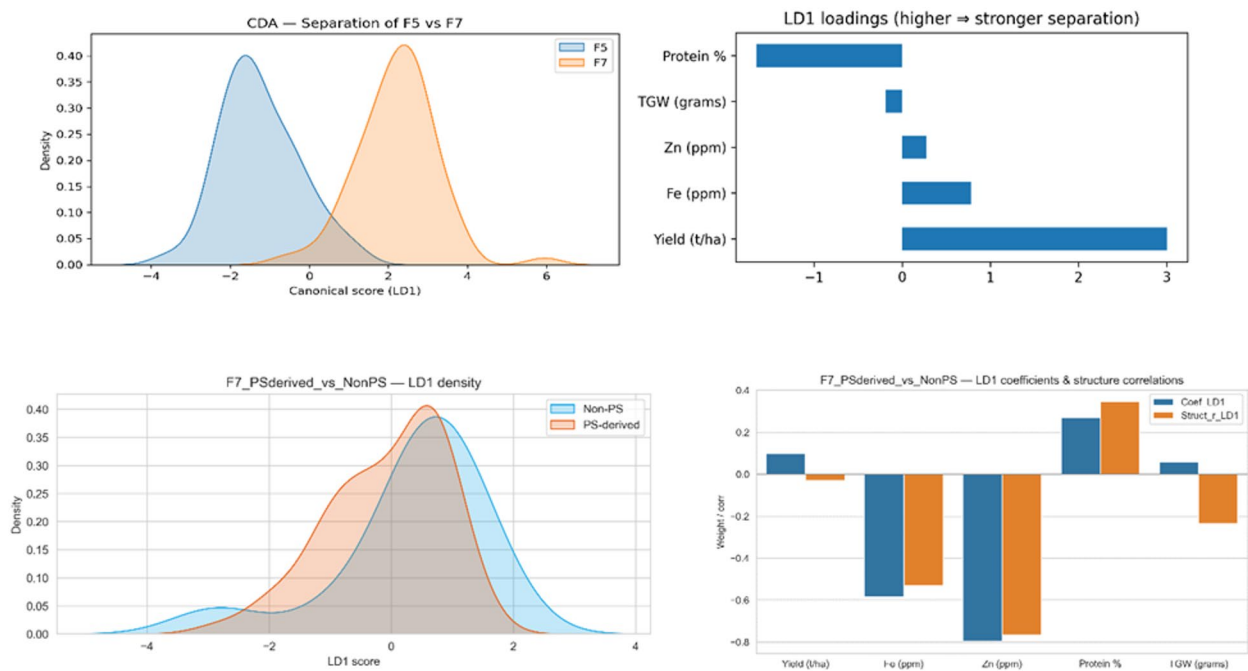 CDA — Separation of F5 vs F7
F5
F7
0.40
0.35
0.30
0.25
0.20
0.15
0.10
0.05
0.00
Density
−4
−2
0
2
4
6
Canonical score (LD1)
LD1 loadings (higher ⇒ stronger separation)
Protein %
TGW (grams)
Zn (ppm)
Fe (ppm)
Yield (t/ha)
−1
0
1
2
3
F7_PSderived_vs_NonPS — LD1 density
Non-PS
PS-derived
0.40
0.35
0.30
0.25
0.20
0.15
0.10
0.05
0.00
Density
−4
−2
0
2
4
LD1 score
F7_PSderived_vs_NonPS — LD1 coefficients & structure correlations
Coef_LD1
Struct_r_LD1
0.4
0.2
0.0
−0.2
−0.4
−0.6
−0.8
Weight / corr
Yield (t/ha)
Fe (ppm)
Zn (ppm)
Protein %
TGW (grams)